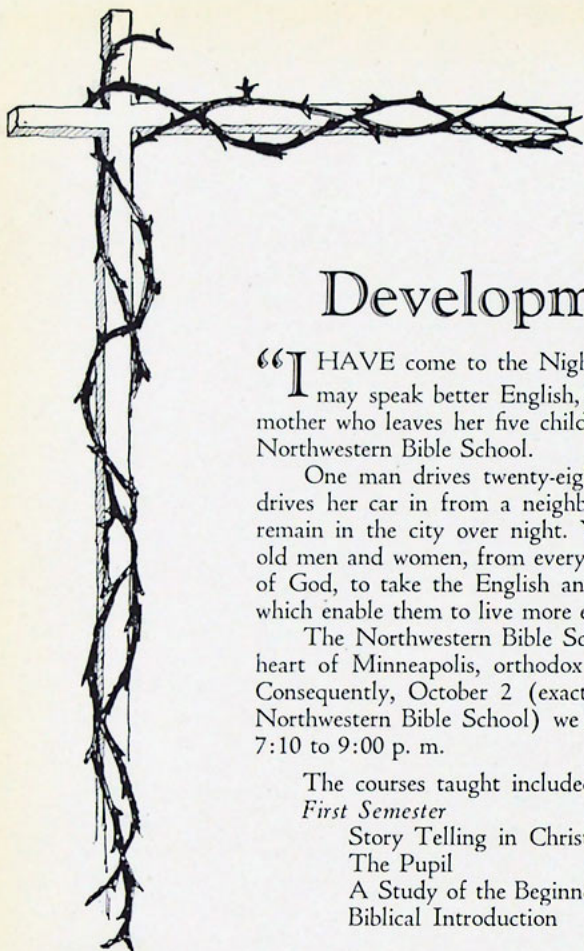 Developm
“I HAVE come to the Nigh
may speak better English,
mother who leaves her five child
Northwestern Bible School.
One man drives twenty-eig
drives her car in from a neighb
remain in the city over night.
old men and women, from every
of God, to take the English an
which enable them to live more e
The Northwestern Bible Sc
heart of Minneapolis, orthodox
Consequently, October 2 (exact
Northwestern Bible School) we
7:10 to 9:00 p. m.
The courses taught include
First Semester
Story Telling in Christ
The Pupil
A Study of the Beginn
Biblical Introduction